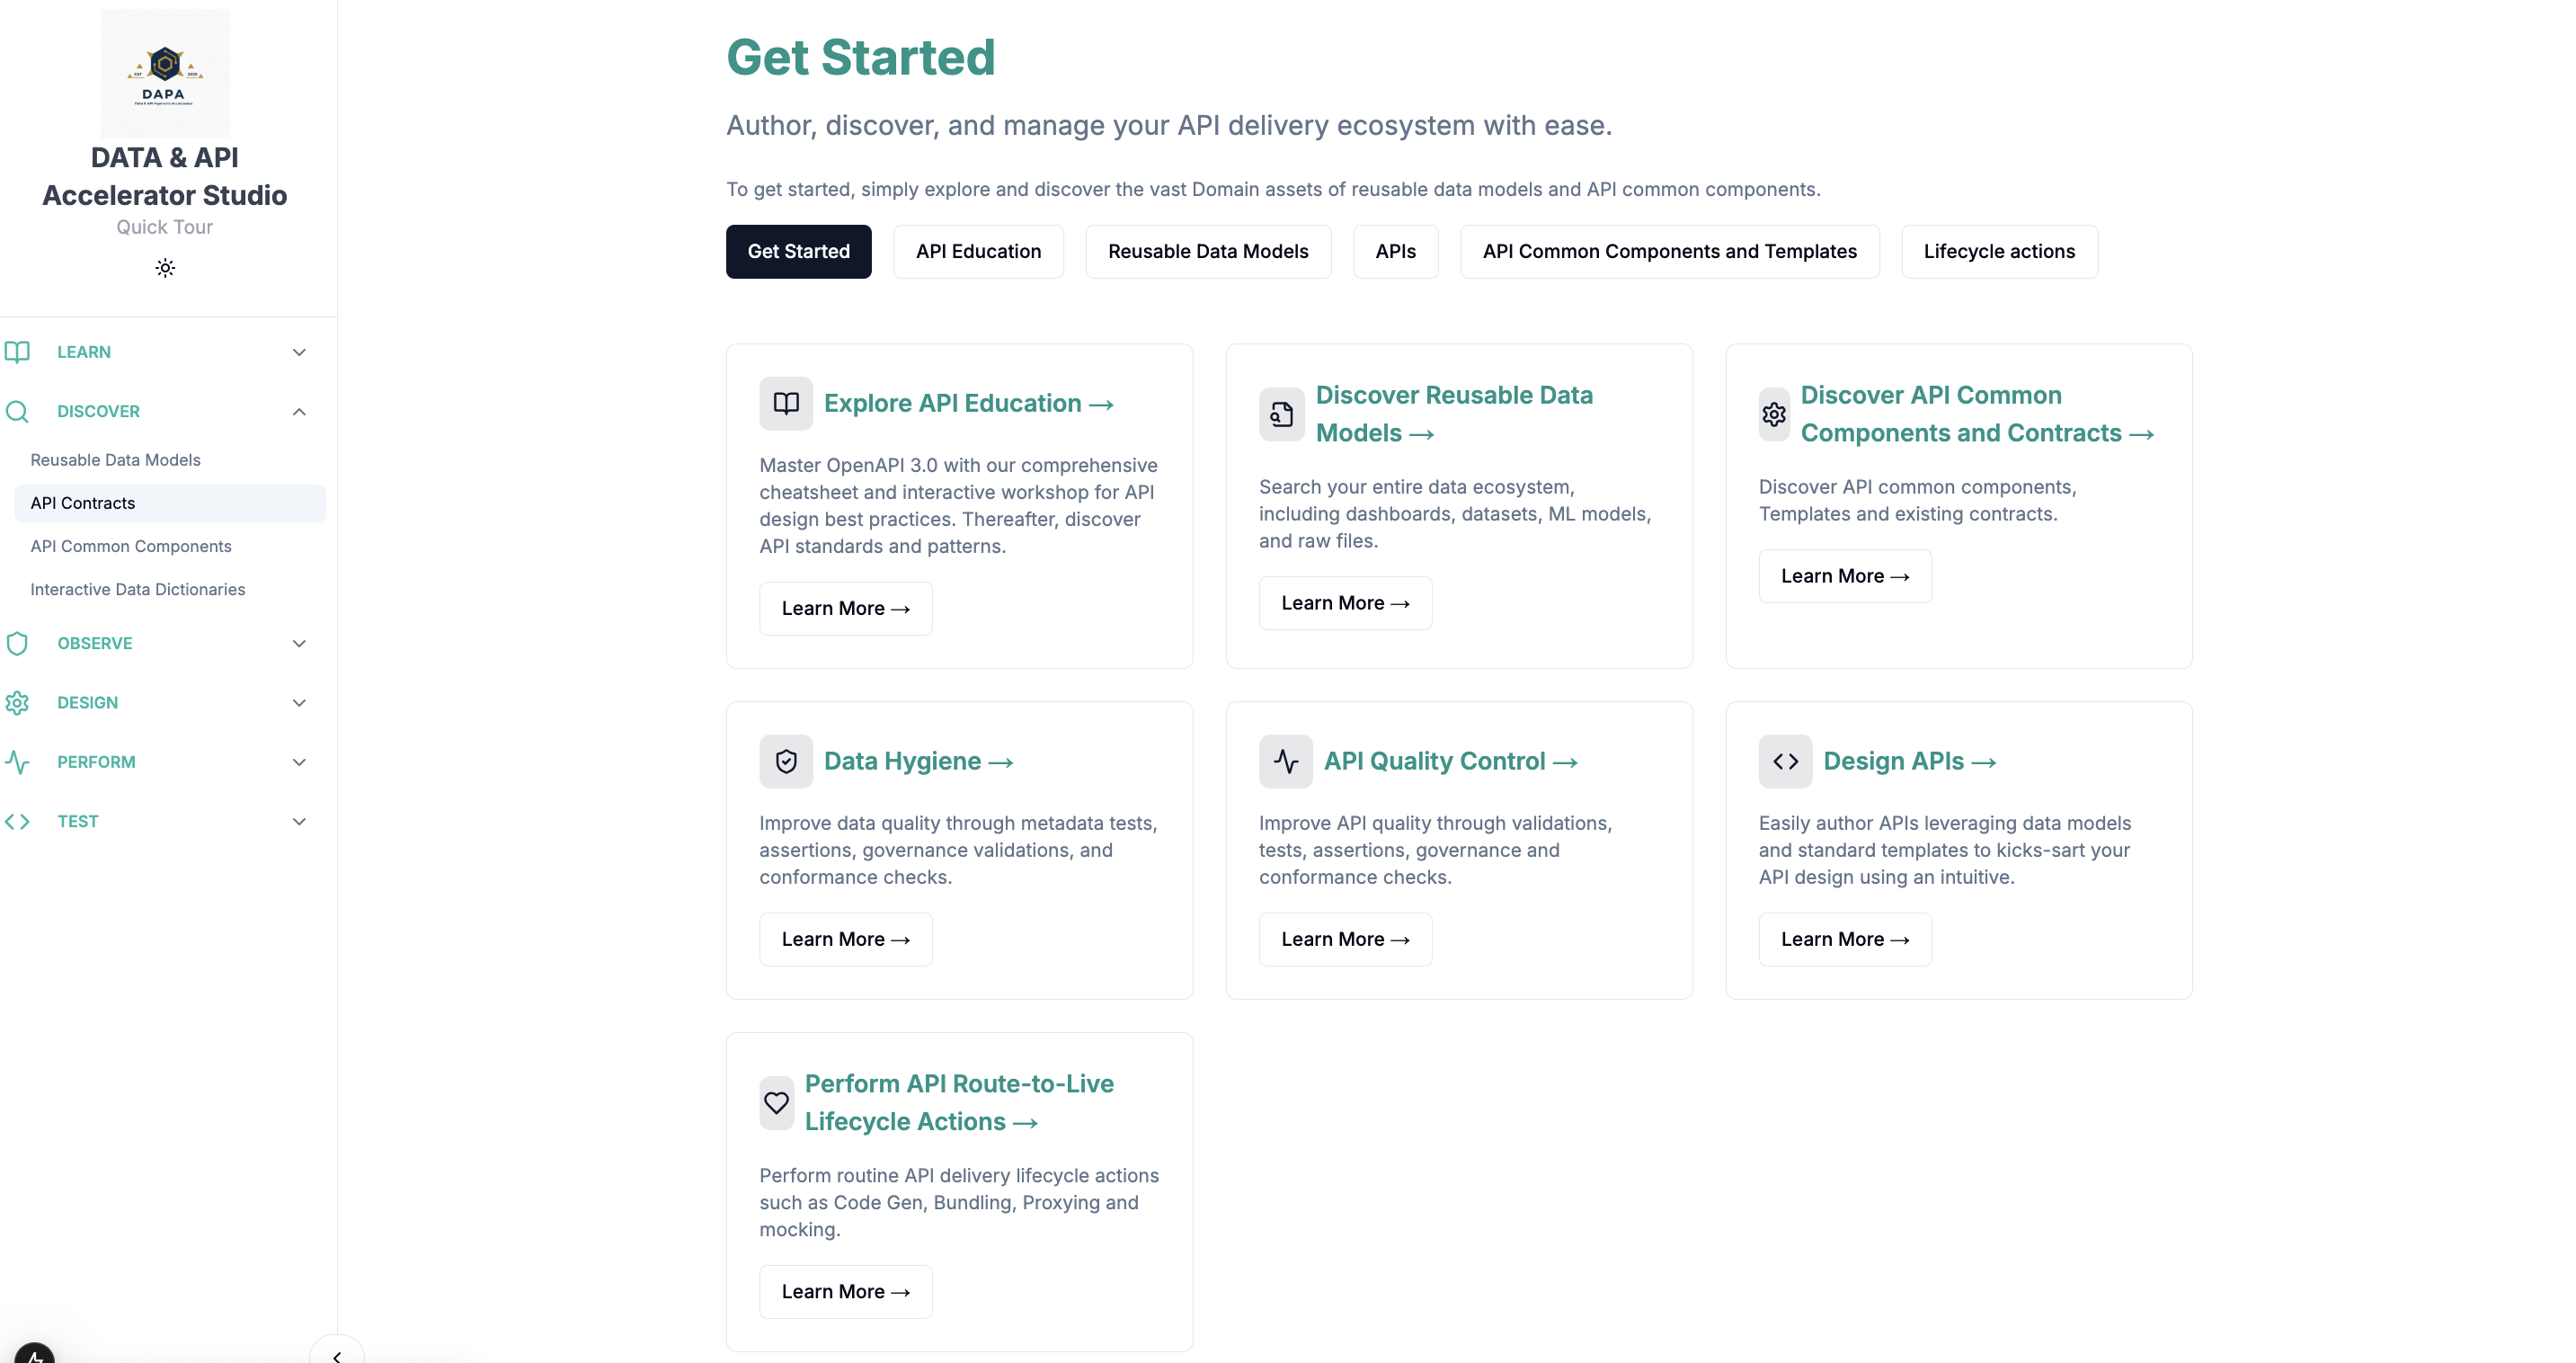 DAPA
DATA & API
Accelerator Studio
Quick Tour
LEARN
DISCOVER
Reusable Data Models
API Contracts
API Common Components
Interactive Data Dictionaries
OBSERVE
DESIGN
PERFORM
TEST
Get Started
Author, discover, and manage your API delivery ecosystem with ease.
To get started, simply explore and discover the vast Domain assets of reusable data models and API common components.
Get Started
API Education
Reusable Data Models
APIs
API Common Components and Templates
Lifecycle actions
Explore API Education →
Master OpenAPI 3.0 with our comprehensive
cheatsheet and interactive workshop for API
design best practices. Thereafter, discover
API standards and patterns.
Learn More →
Discover Reusable Data
Models →
Search your entire data ecosystem,
including dashboards, datasets, ML models,
and raw files.
Learn More →
Discover API Common
Components and Contracts →
Discover API common components,
Templates and existing contracts.
Learn More →
Data Hygiene →
Improve data quality through metadata tests,
assertions, governance validations, and
conformance checks.
Learn More →
API Quality Control →
Improve API quality through validations,
tests, assertions, governance and
conformance checks.
Learn More →
Design APIs →
Easily author APIs leveraging data models
and standard templates to kicks-sart your
API design using an intuitive.
Learn More →
Perform API Route-to-Live
Lifecycle Actions →
Perform routine API delivery lifecycle actions
such as Code Gen, Bundling, Proxying and
mocking.
Learn More →